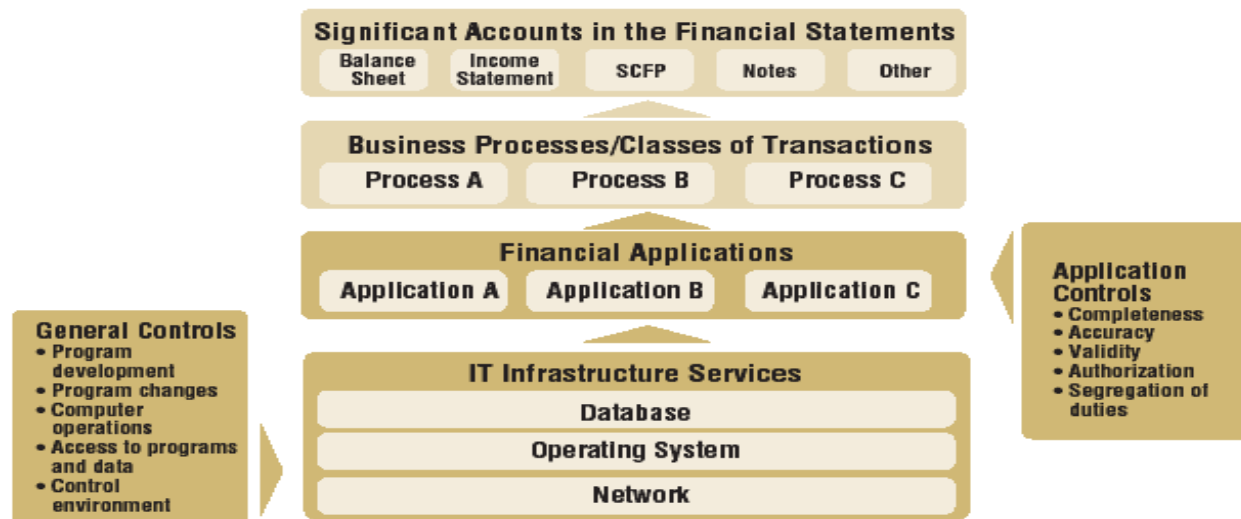 Significant Accounts in the Financial Statements
Balance
Sheet
Income
Statement
SCFP
Notes
Other
Business Processes/Classes of Transactions
Process A
Process B
Process C
Financial Applications
Application A
Application B
Application C
Application
Controls
• Completeness
• Accuracy
• Validity
• Authorization
• Segregation of
duties
General Controls
• Program
development
• Program changes
• Computer
operations
• Access to programs
and data
• Control
environment
IT Infrastructure Services
Database
Operating System
Network